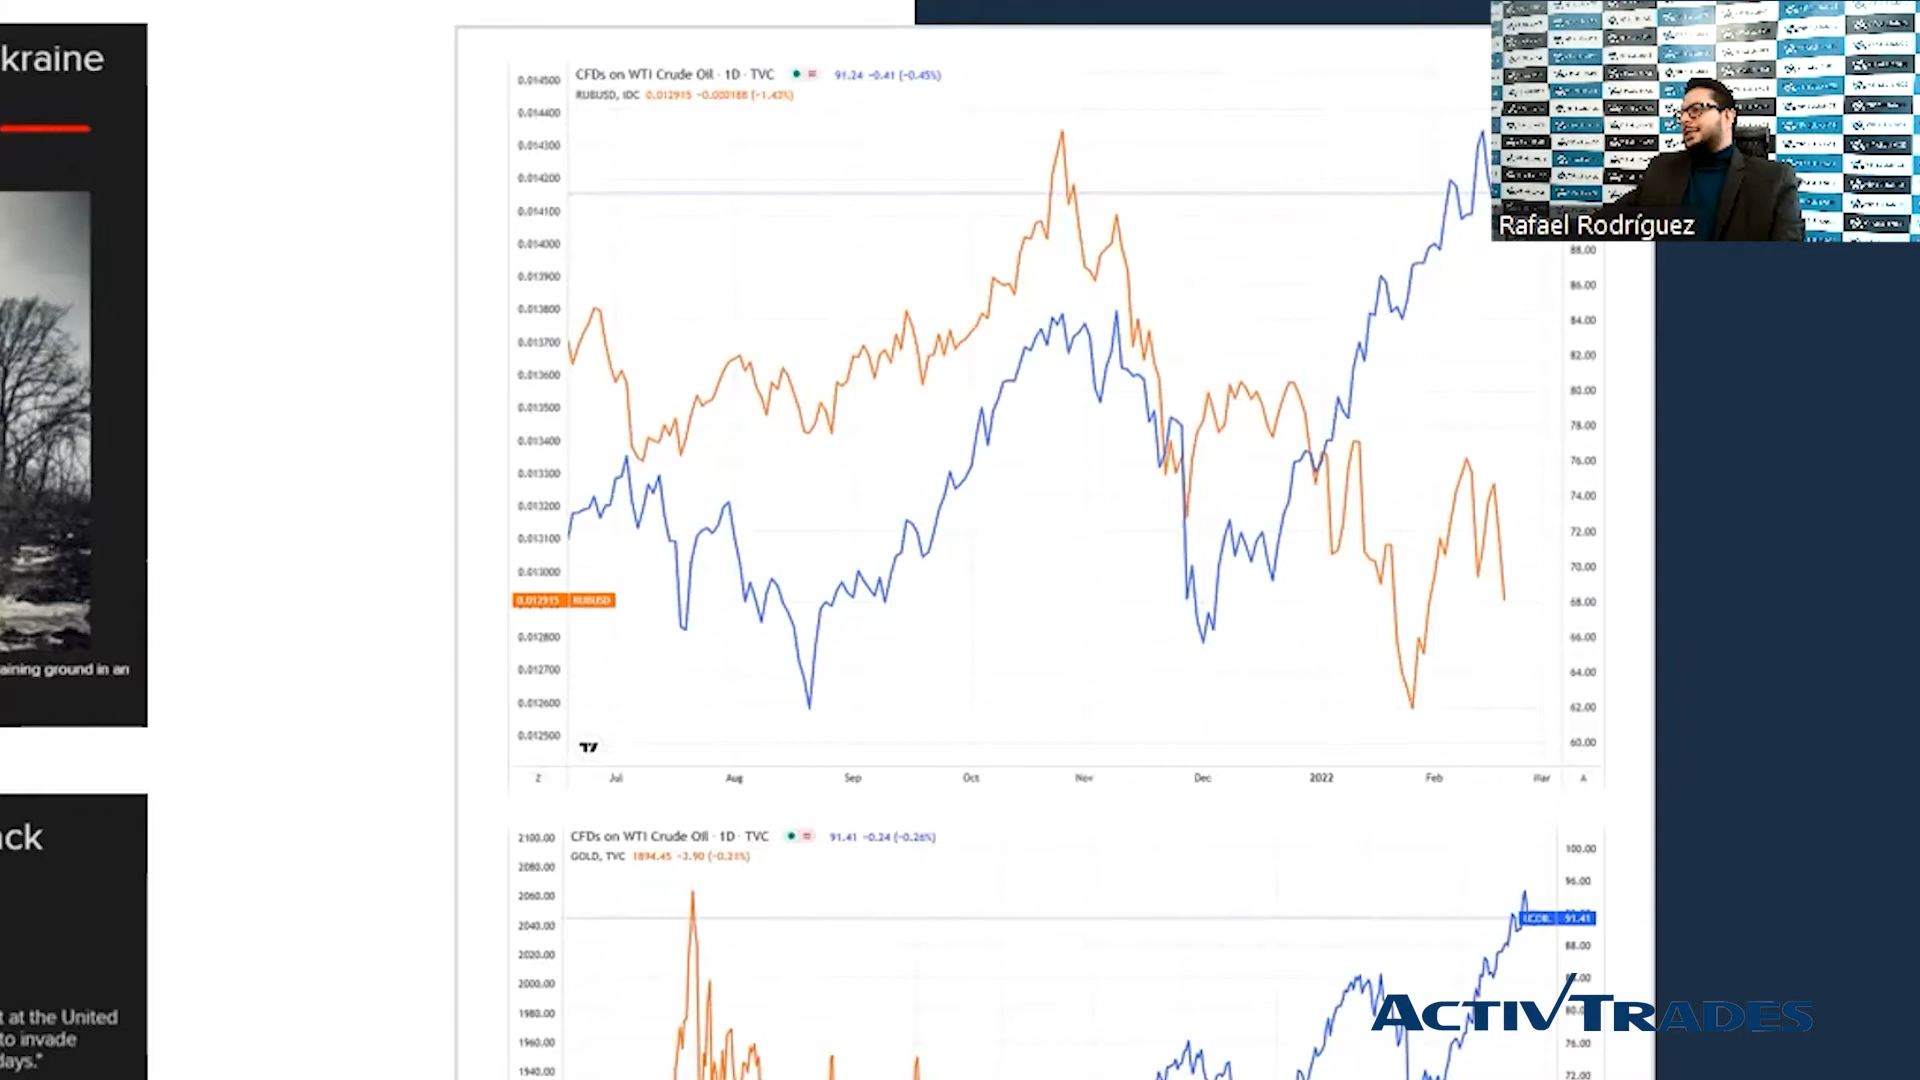 kraine
aining ground in an
ack
t at the United
to invade
days."
CFDs on WTI Crude Oil · 1D · TVC
91.24 −0.41 (−0.45%)
RUBUSD, IDC 0.012915 −0.000188 (−1.43%)
0.014500
0.014400
0.014300
0.014200
0.014100
0.014000
0.013900
0.013800
0.013700
0.013600
0.013500
0.013400
0.013300
0.013200
0.013100
0.013000
0.012915 RUBUSD
0.012800
0.012700
0.012600
0.012500
88.00
86.00
84.00
82.00
80.00
78.00
76.00
74.00
72.00
70.00
68.00
66.00
64.00
62.00
60.00
Z Jul Aug Sep Oct Nov Dec 2022 Feb Mar A
CFDs on WTI Crude Oil · 1D · TVC
91.41 −0.24 (−0.26%)
GOLD, TVC 1894.45 −3.90 (−0.21%)
2100.00
2080.00
2060.00
2040.00
2020.00
2000.00
1980.00
1960.00
1940.00
100.00
96.00
USOIL 91.41
88.00
76.00
72.00
Rafael Rodríguez
ACTIVTRADES